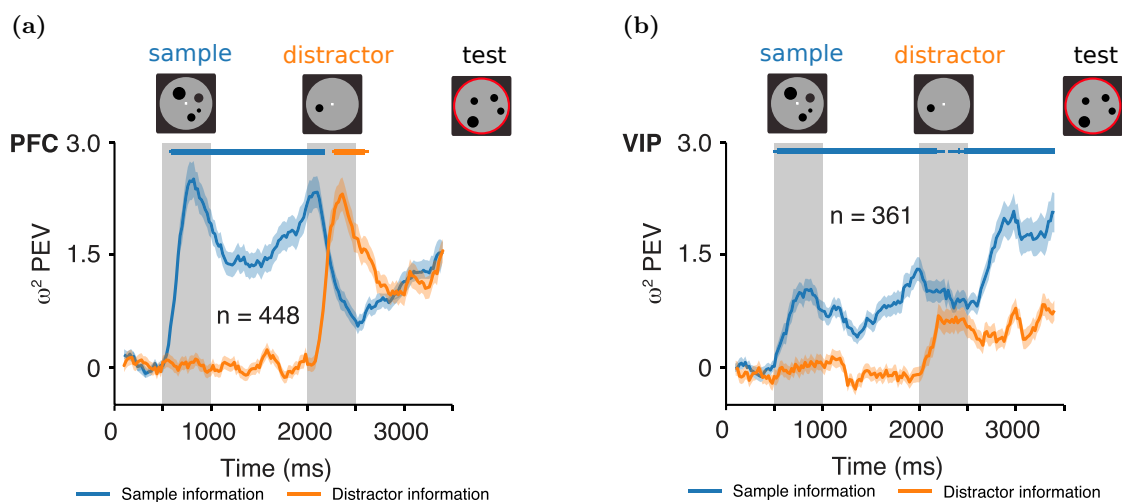 (a)
sample distractor test
PFC
3.0
1.5
0
ω² PEV
n = 448
0 1000 2000 3000
Time (ms)
Sample information Distractor information
(b)
sample distractor test
VIP
3.0
1.5
0
ω² PEV
n = 361
0 1000 2000 3000
Time (ms)
Sample information Distractor information